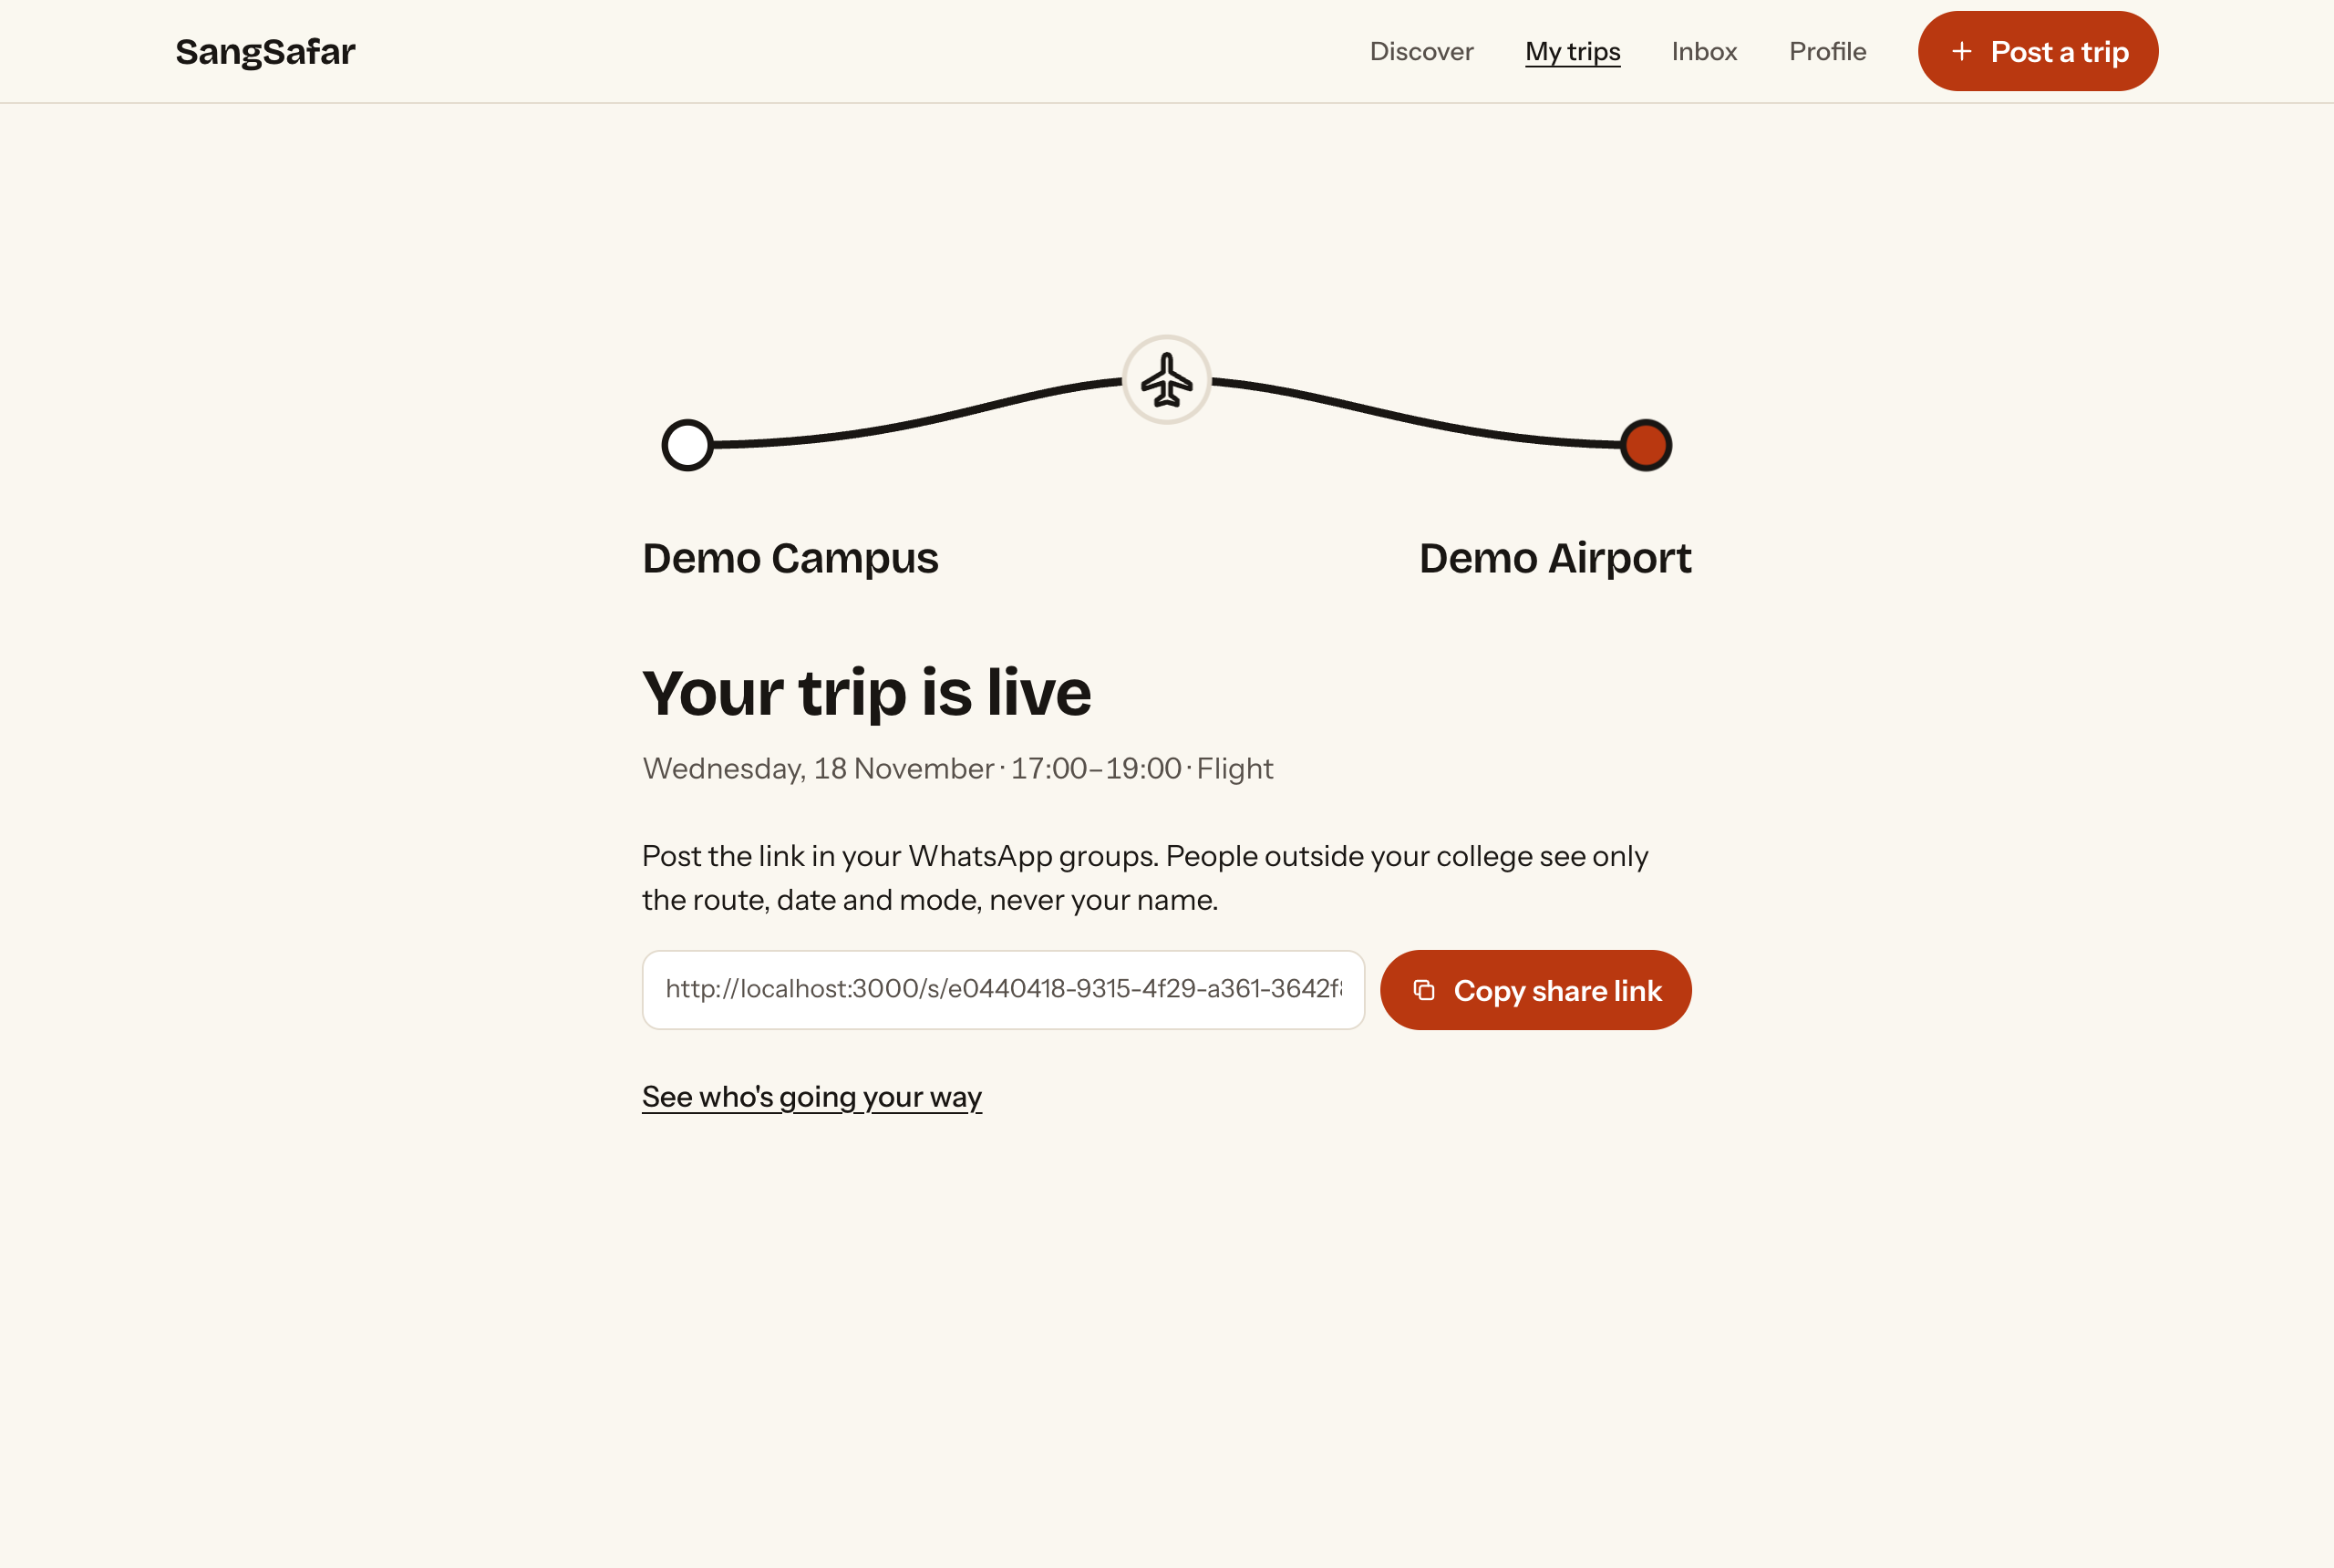 SangSafar
Discover
My trips
Inbox
Profile
Post a trip
Demo Campus
Demo Airport
Your trip is live
Wednesday, 18 November · 17:00–19:00 · Flight
Post the link in your WhatsApp groups. People outside your college see only
the route, date and mode, never your name.
http://localhost:3000/s/e0440418-9315-4f29-a361-3642f
Copy share link
See who's going your way